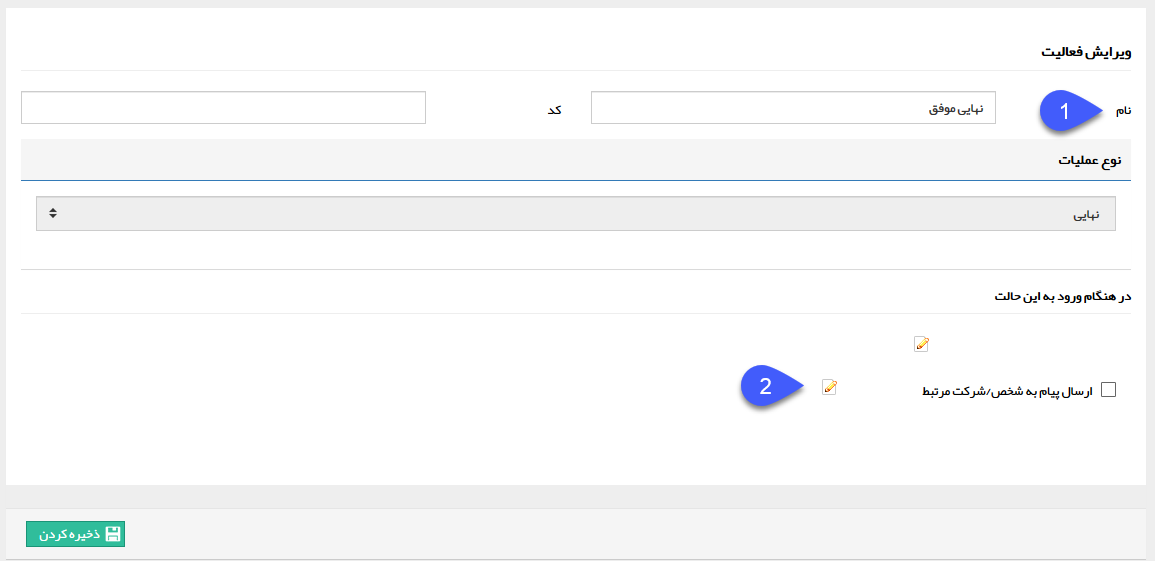 ویرایش فعالیت
نام 1 نهایی موفق کد
نوع عملیات
نهایی
در هنگام ورود به این حالت
ارسال پیام به شخص/شرکت مرتبط 2
ذخیره کردن